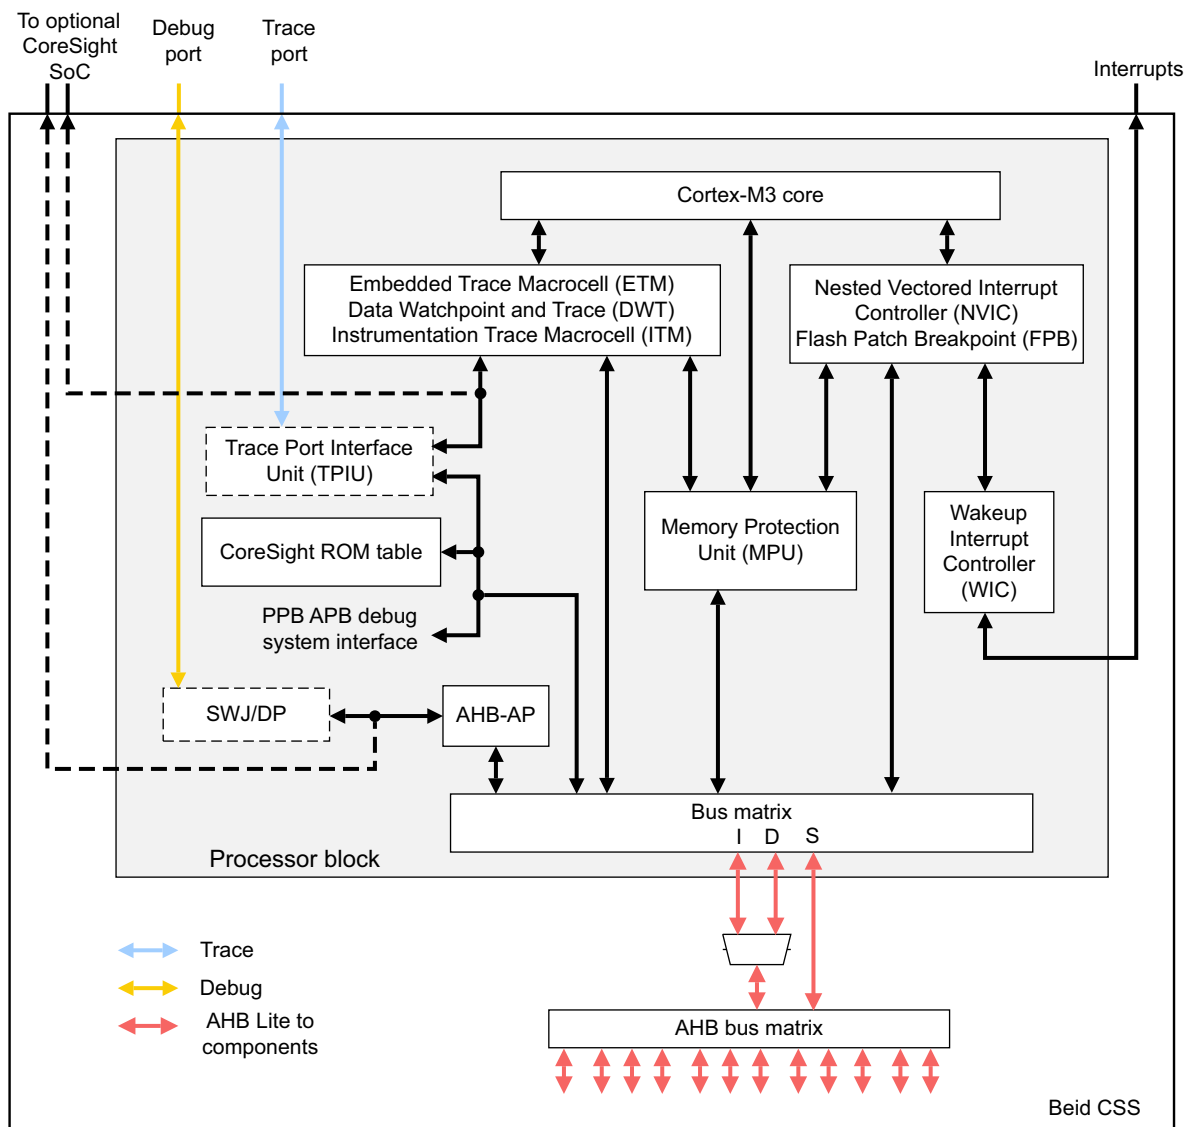 To optional
CoreSight
SoC
Debug
port
Trace
port
Interrupts
Cortex-M3 core
Embedded Trace Macrocell (ETM)
Data Watchpoint and Trace (DWT)
Instrumentation Trace Macrocell (ITM)
Nested Vectored Interrupt
Controller (NVIC)
Flash Patch Breakpoint (FPB)
Trace Port Interface
Unit (TPIU)
CoreSight ROM table
Memory Protection
Unit (MPU)
Wakeup
Interrupt
Controller
(WIC)
PPB APB debug
system interface
SWJ/DP
AHB-AP
Bus matrix
I D S
Processor block
Trace
Debug
AHB Lite to
components
AHB bus matrix
Beid CSS